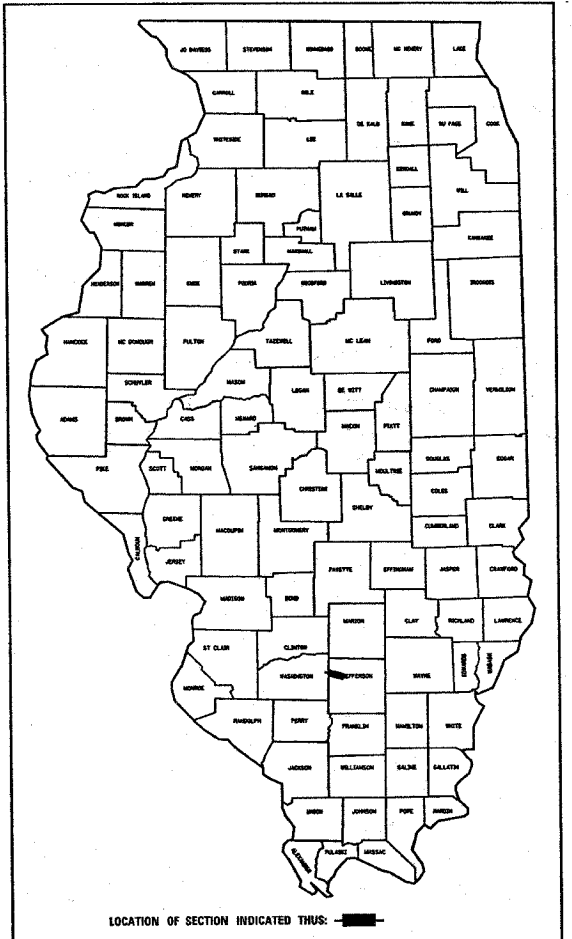 JO DAVIESS STEPHENSON WINNEBAGO BOONE MC HENRY LAKE
CARROLL OGLE DE KALB KANE DU PAGE COOK
WHITESIDE LEE
KENDALL
ROCK ISLAND HENRY BUREAU LA SALLE WILL
MERCER PUTNAM GRUNDY
STARK MARSHALL KANKAKEE
HENDERSON WARREN KNOX PEORIA WOODFORD LIVINGSTON IROQUOIS
HANCOCK MC DONOUGH FULTON TAZEWELL MC LEAN FORD
SCHUYLER MASON LOGAN DE WITT CHAMPAIGN VERMILION
ADAMS BROWN CASS MENARD MACON PIATT
PIKE SCOTT MORGAN SANGAMON MOULTRIE DOUGLAS EDGAR
CHRISTIAN COLES
GREENE MACOUPIN MONTGOMERY SHELBY CUMBERLAND CLARK
CALHOUN JERSEY FAYETTE EFFINGHAM JASPER CRAWFORD
MADISON BOND
MARION CLAY RICHLAND LAWRENCE
ST CLAIR CLINTON
WASHINGTON JEFFERSON WAYNE EDWARDS WABASH
MONROE
RANDOLPH PERRY FRANKLIN HAMILTON WHITE
JACKSON WILLIAMSON SALINE GALLATIN
UNION JOHNSON POPE HARDIN
ALEXANDER PULASKI MASSAC
LOCATION OF SECTION INDICATED THUS: